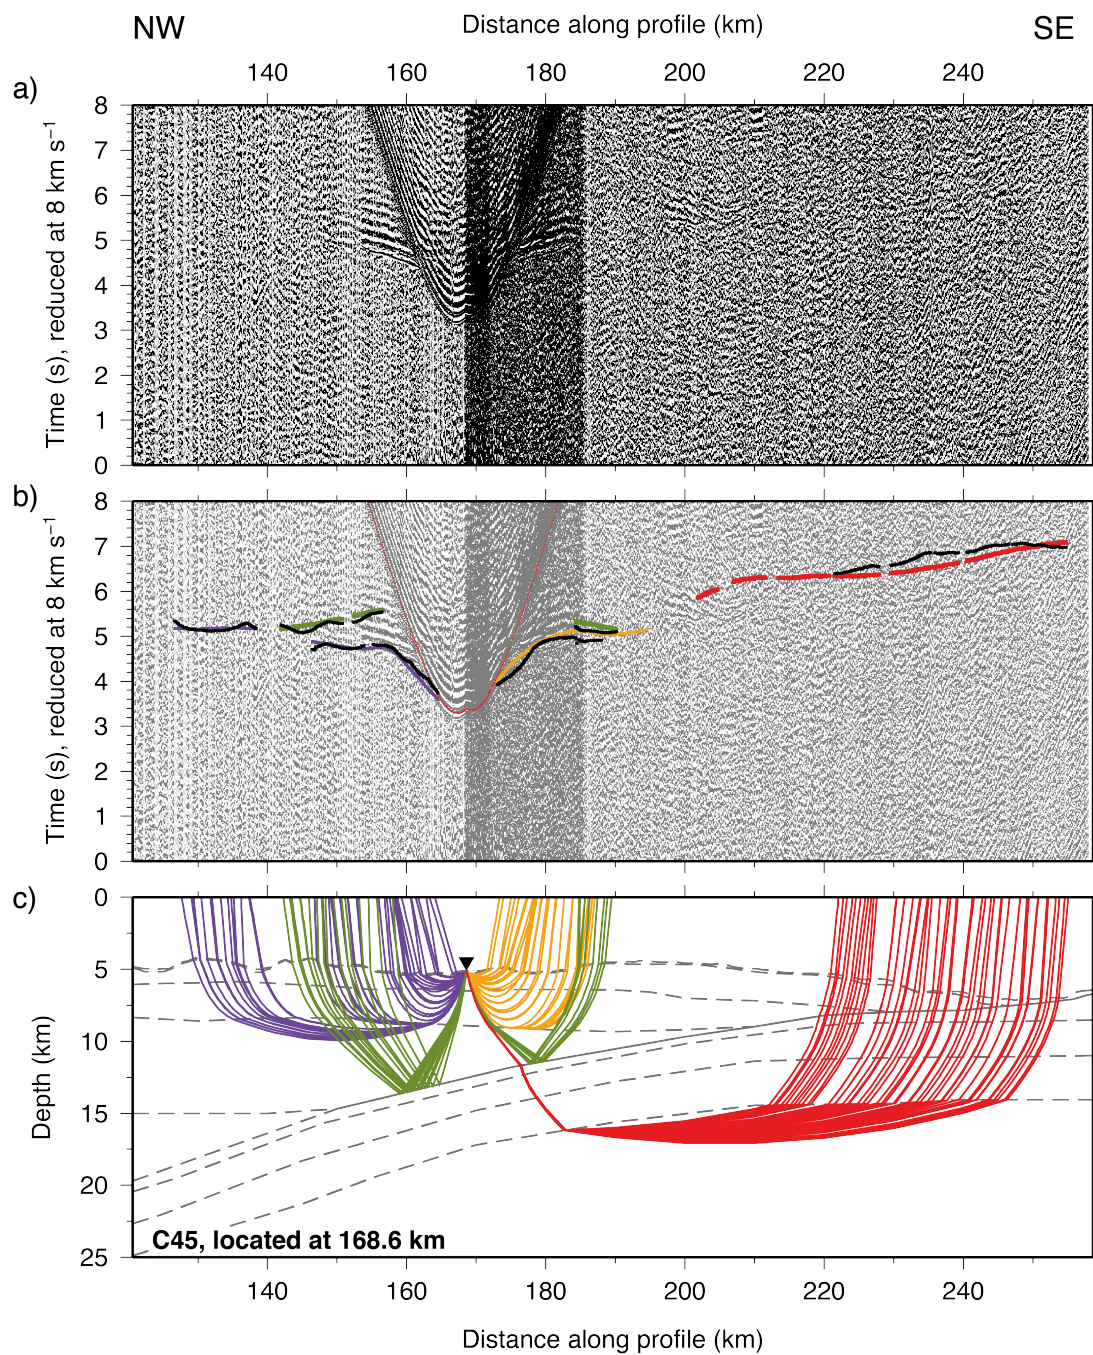 NW Distance along profile (km) SE
140 160 180 200 220 240
a)
Time (s), reduced at 8 km s⁻¹
8
7
6
5
4
3
2
1
0
b)
Time (s), reduced at 8 km s⁻¹
8
7
6
5
4
3
2
1
0
c)
Depth (km)
0
5
10
15
20
25
C45, located at 168.6 km
140 160 180 200 220 240
Distance along profile (km)